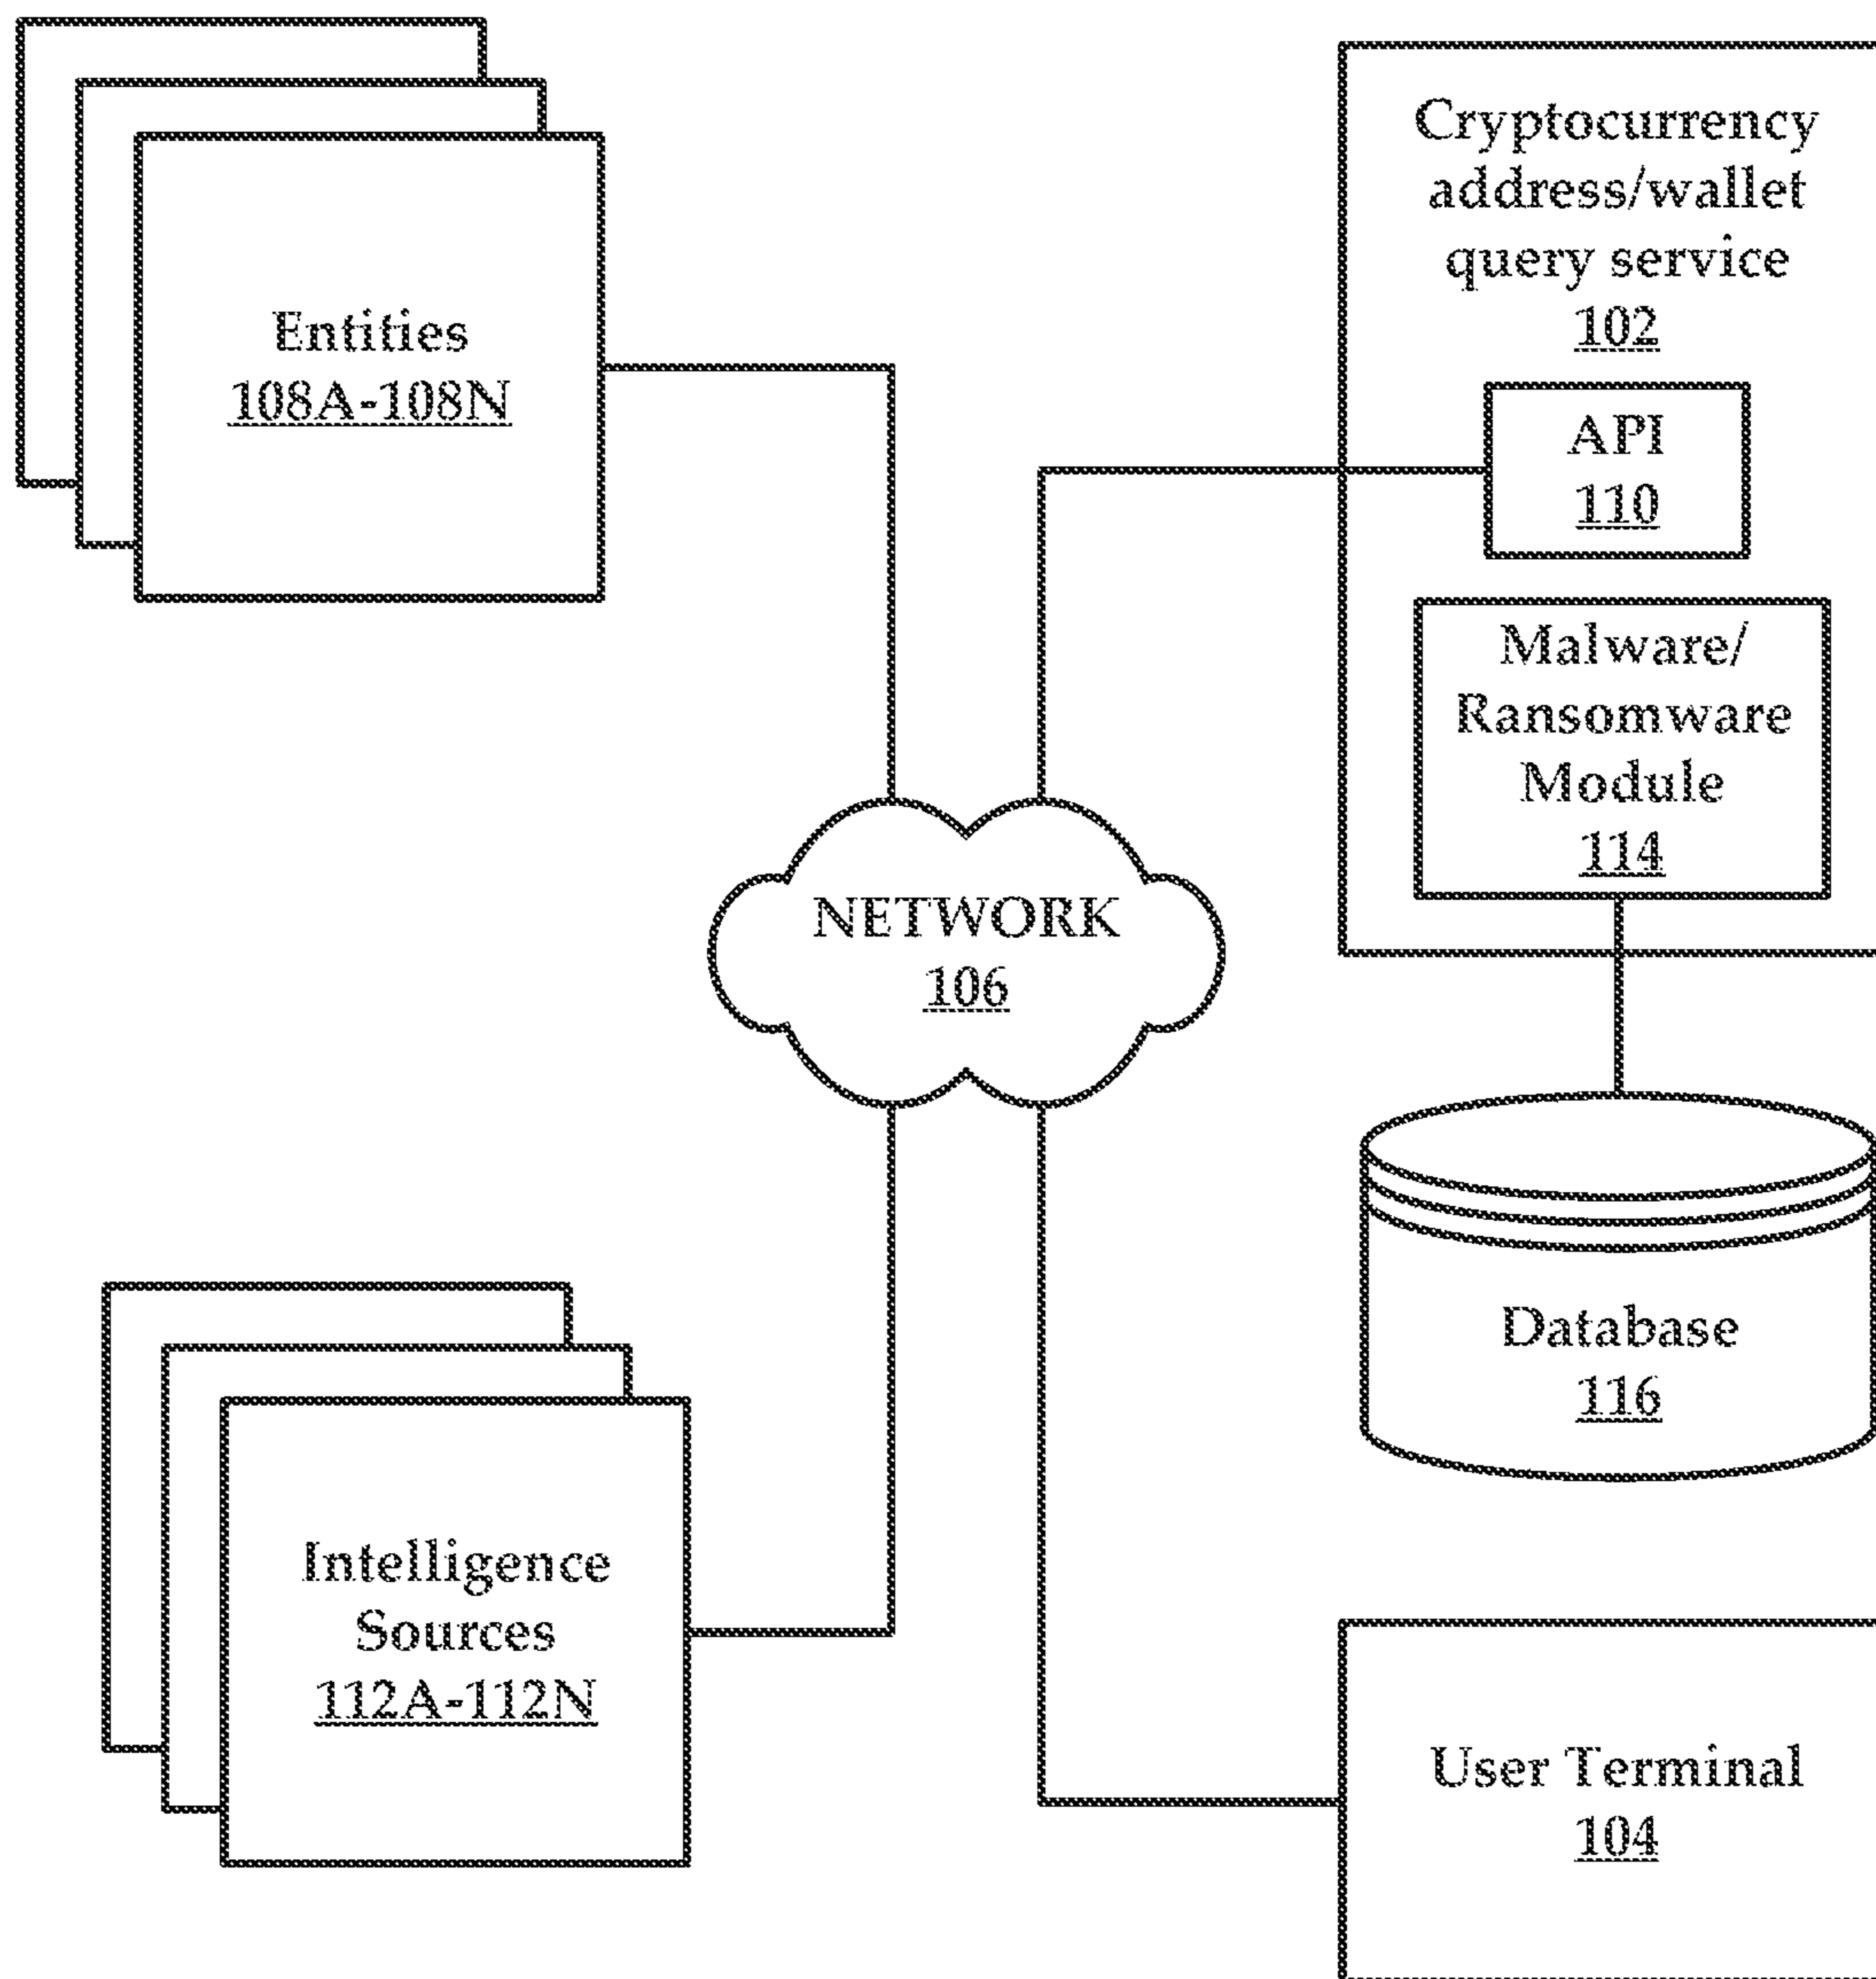 Entities
108A-108N
Cryptocurrency
address/wallet
query service
102
API
110
Malware/
Ransomware
Module
114
NETWORK
106
Database
116
Intelligence
Sources
112A-112N
User Terminal
104